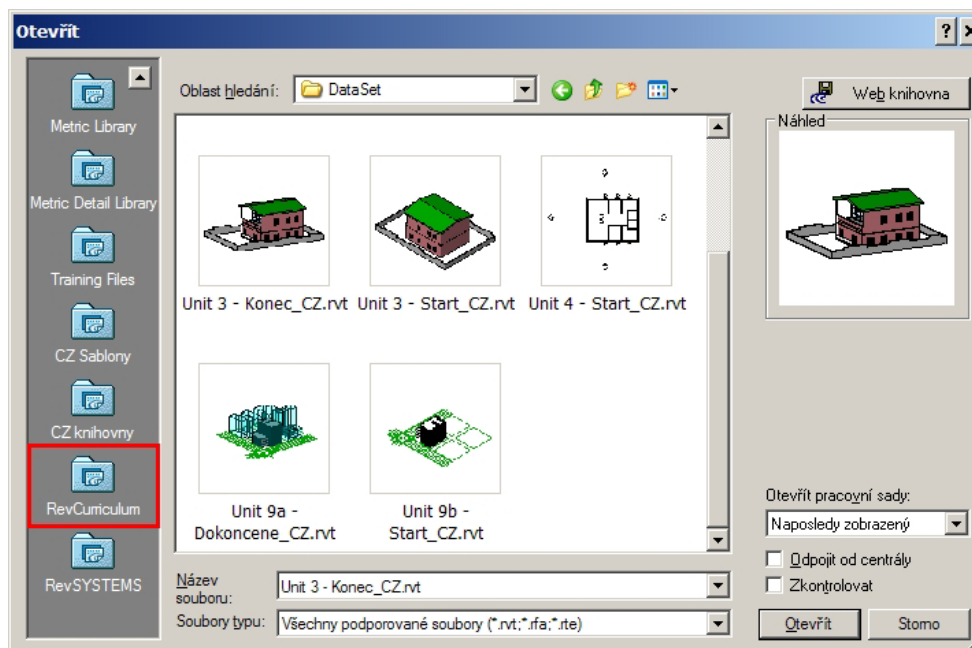 Otevřít
Metric Library
Metric Detail Library
Training Files
CZ Sablony
CZ knihovny
RevCurriculum
RevSYSTEMS
Oblast hledání:
DataSet
Unit 3 - Konec_CZ.rvt
Unit 3 - Start_CZ.rvt
Unit 4 - Start_CZ.rvt
Unit 9a -
Dokoncene_CZ.rvt
Unit 9b -
Start_CZ.rvt
Název
souboru:
Unit 3 - Konec_CZ.rvt
Soubory typu:
Všechny podporované soubory (*.rvt;*.rfa;*.rte)
Web knihovna
Náhled
Otevřít pracovní sady:
Naposledy zobrazený
Odpojit od centrály
Zkontrolovat
Otevřít
Storno